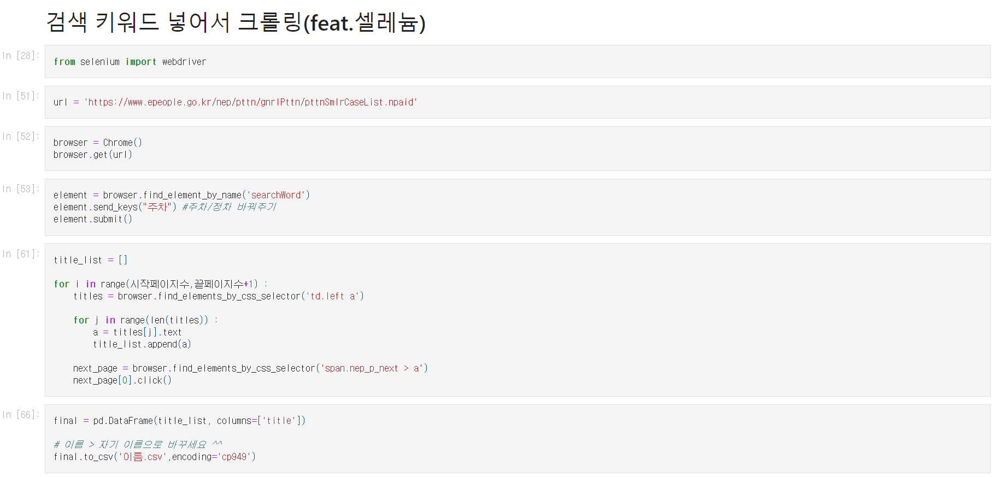 검색 키워드 넣어서 크롤링(feat.셀레늄)
In [28]:
from selenium import webdriver
In [51]:
url = 'https://www.epeople.go.kr/nep/pttn/gnrlPttn/pttnSmlrCaseList.npaid'
In [52]:
browser = Chrome()
browser.get(url)
In [53]:
element = browser.find_element_by_name('searchWord')
element.send_keys("주차") #주차/정차 바꿔주기
element.submit()
In [61]:
title_list = []
for i in range(시작페이지수,끝페이지수+1) :
    titles = browser.find_elements_by_css_selector('td.left a')
    for j in range(len(titles)) :
        a = titles[j].text
        title_list.append(a)
    next_page = browser.find_elements_by_css_selector('span.nep_p_next > a')
    next_page[0].click()
In [66]:
final = pd.DataFrame(title_list, columns=['title'])
# 이름 > 자기 이름으로 바꾸세요 ^^
final.to_csv('이름.csv',encoding='cp949')